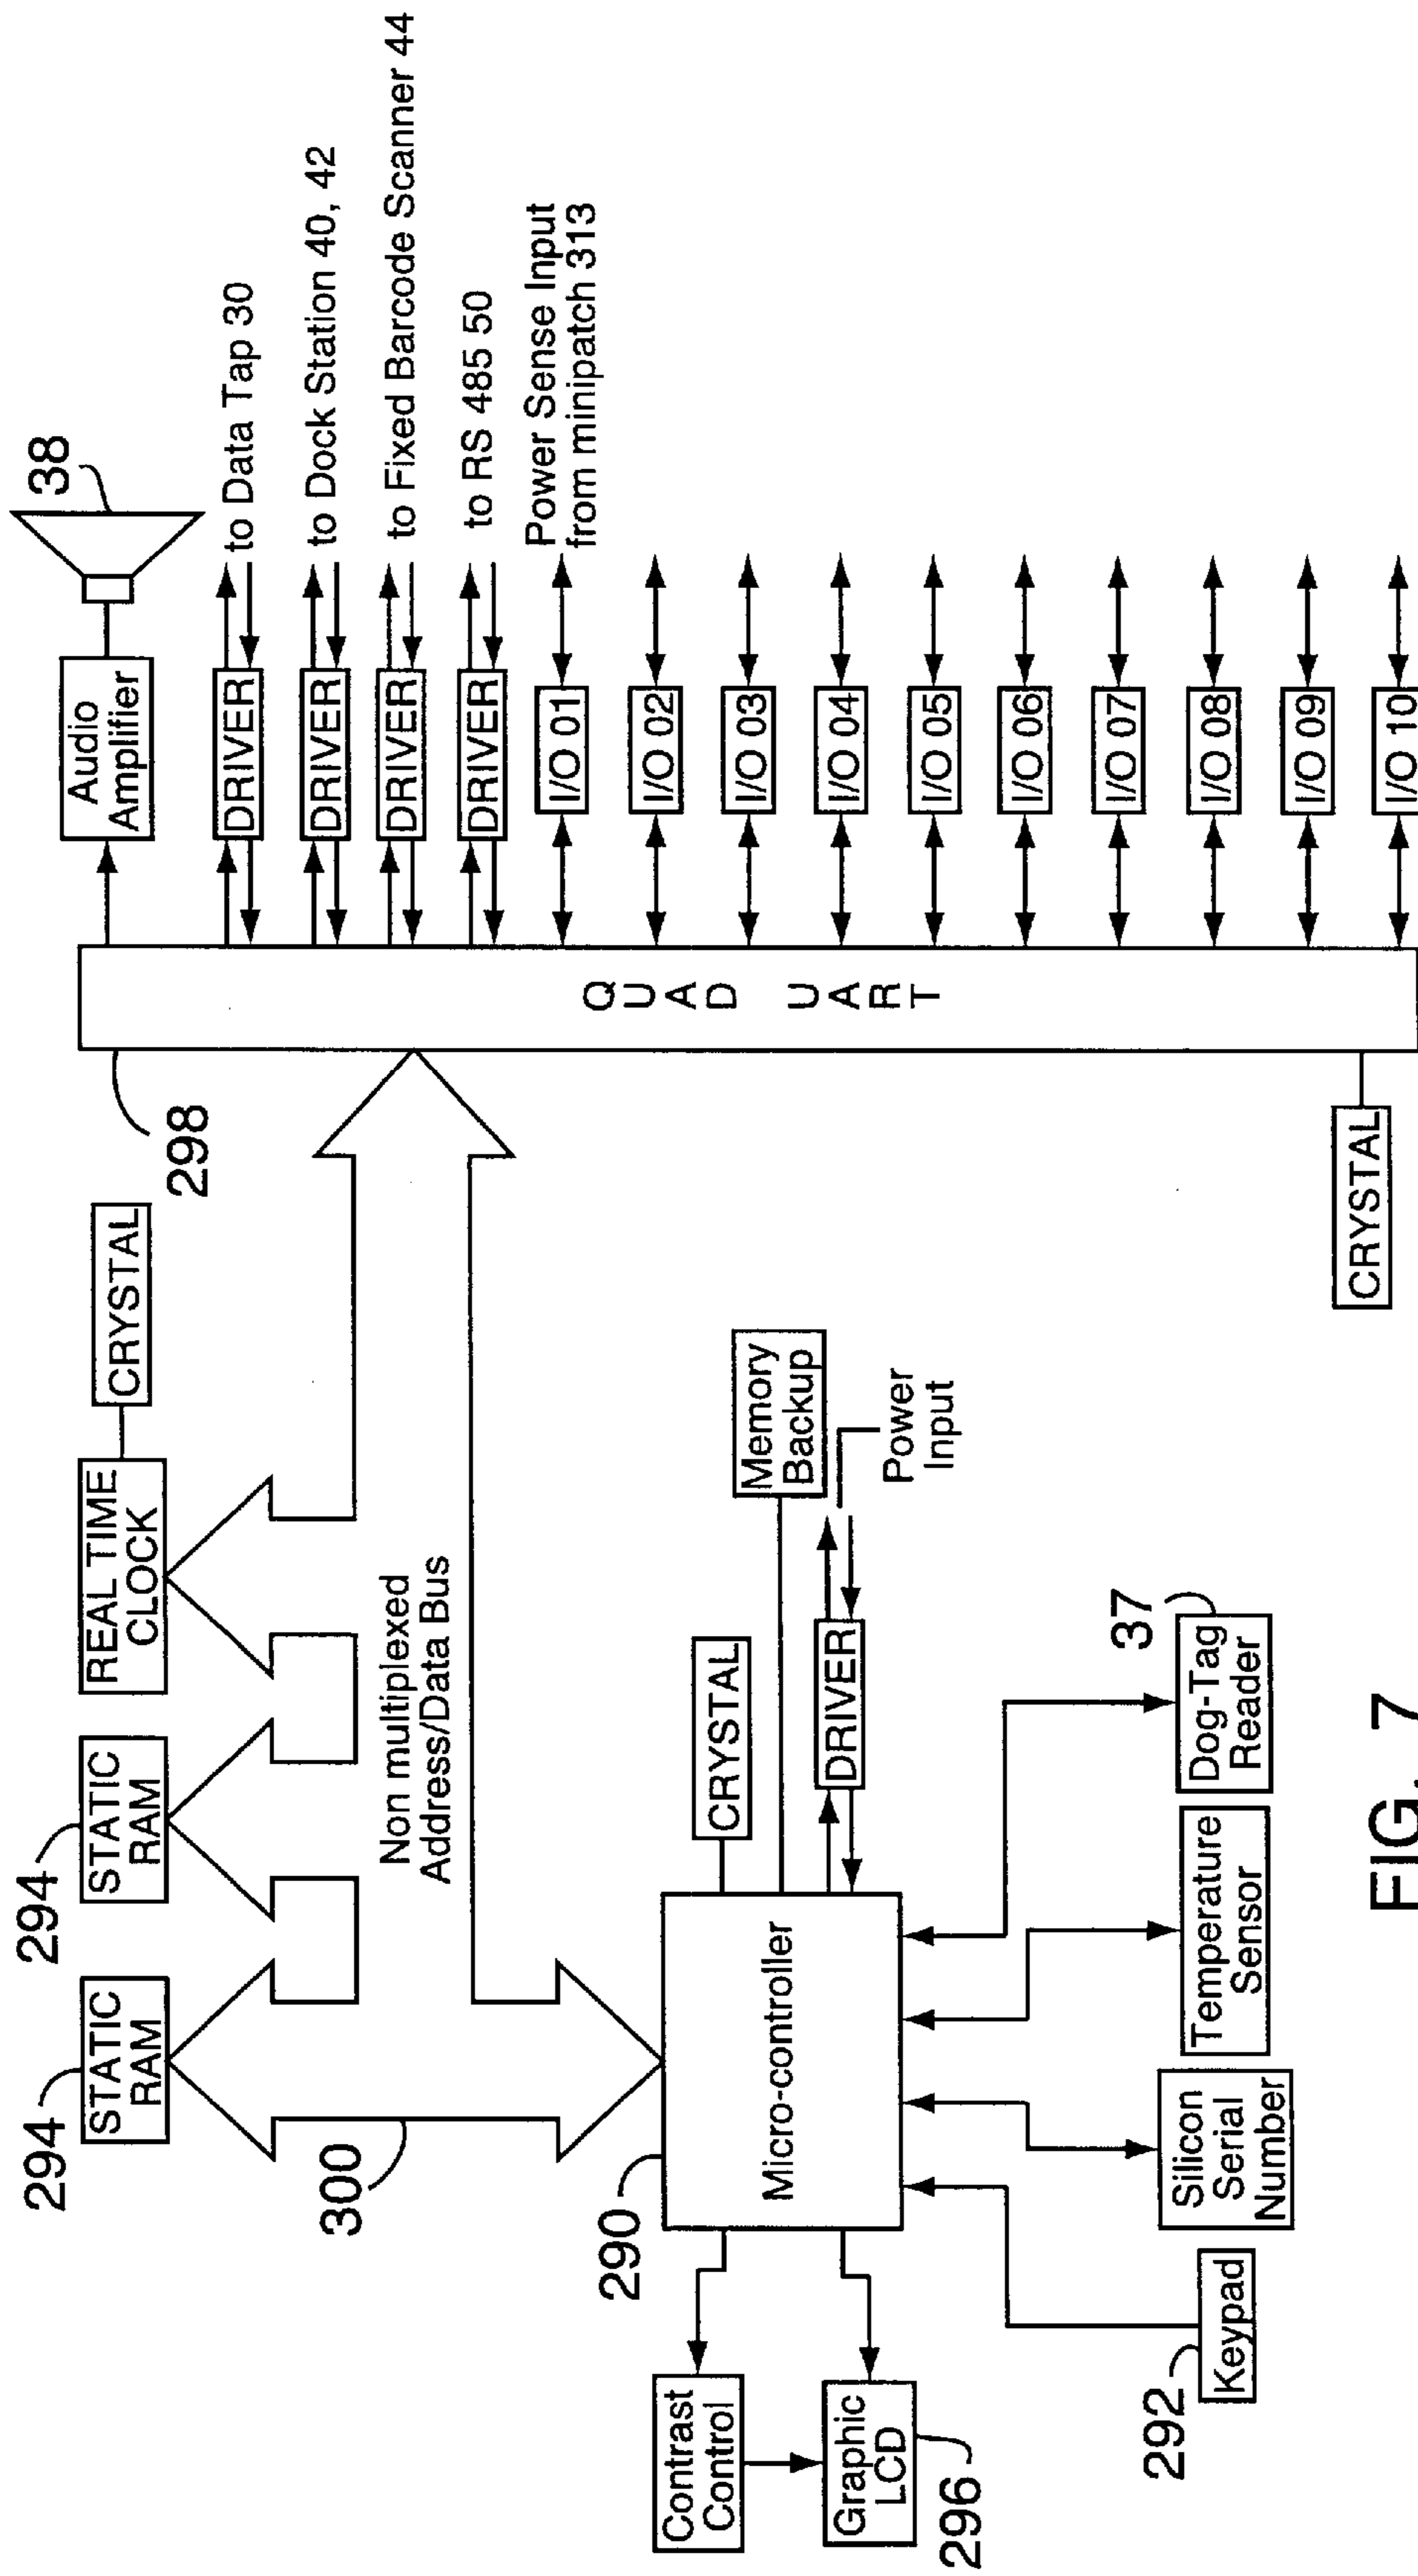 38
Audio
Amplifier
DRIVER
to Data Tap 30
DRIVER
to Dock Station 40, 42
DRIVER
to Fixed Barcode Scanner 44
DRIVER
to RS 485 50
I/O 01
Power Sense Input
from minipatch 313
I/O 02
I/O 03
I/O 04
I/O 05
I/O 06
I/O 07
I/O 08
I/O 09
I/O 10
QUAD UART
298
CRYSTAL
294
STATIC
RAM
294
STATIC
RAM
REAL TIME
CLOCK
CRYSTAL
300
Non multiplexed
Address/Data Bus
290
Micro-controller
CRYSTAL
Memory
Backup
DRIVER
Power
Input
Contrast
Control
Graphic
LCD
296
292
Keypad
Silicon
Serial
Number
Temperature
Sensor
Dog-Tag
Reader
37
FIG. 7